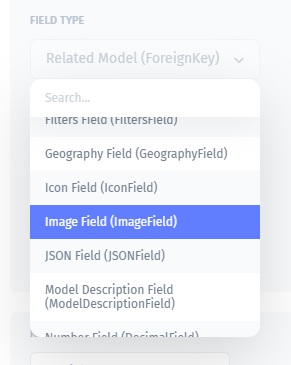 FIELD TYPE
Related Model (ForeignKey)
Search...
Filters Field (FiltersField)
Geography Field (GeographyField)
Icon Field (IconField)
Image Field (ImageField)
JSON Field (JSONField)
Model Description Field
(ModelDescriptionField)
Number Field (DecimalField)